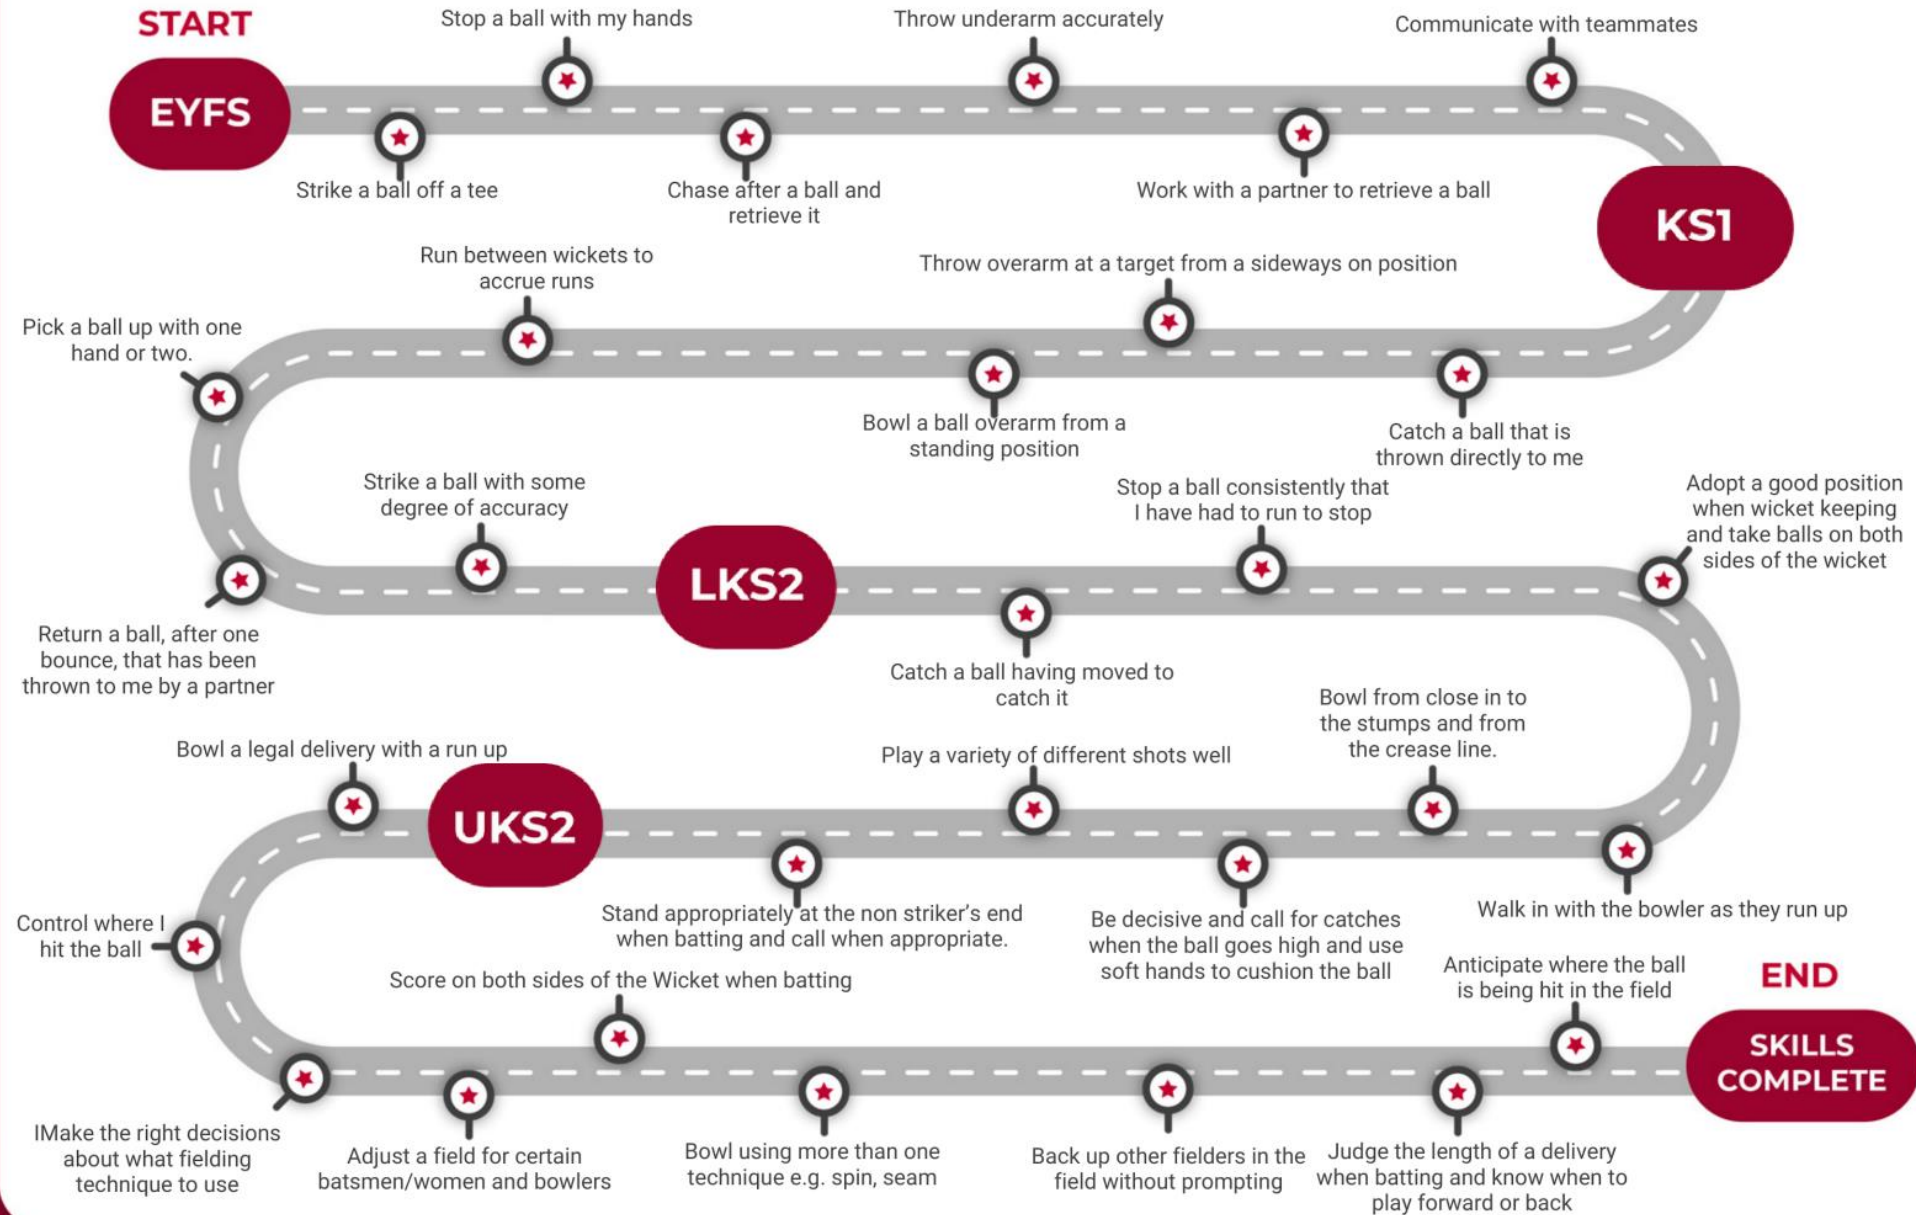 START
EYFS
Strike a ball off a tee
Stop a ball with my hands
Chase after a ball and
retrieve it
Throw underarm accurately
Work with a partner to retrieve a ball
Communicate with teammates
KS1
Catch a ball that is
thrown directly to me
Throw overarm at a target from a sideways on position
Bowl a ball overarm from a
standing position
Run between wickets to
accrue runs
Pick a ball up with one
hand or two.
Return a ball, after one
bounce, that has been
thrown to me by a partner
Strike a ball with some
degree of accuracy
LKS2
Catch a ball having moved to
catch it
Stop a ball consistently that
I have had to run to stop
Adopt a good position
when wicket keeping
and take balls on both
sides of the wicket
Walk in with the bowler as they run up
Bowl from close in to
the stumps and from
the crease line.
Be decisive and call for catches
when the ball goes high and use
soft hands to cushion the ball
Play a variety of different shots well
Stand appropriately at the non striker’s end
when batting and call when appropriate.
UKS2
Bowl a legal delivery with a run up
Control where I
hit the ball
IMake the right decisions
about what fielding
technique to use
Adjust a field for certain
batsmen/women and bowlers
Score on both sides of the Wicket when batting
Bowl using more than one
technique e.g. spin, seam
Back up other fielders in the
field without prompting
Judge the length of a delivery
when batting and know when to
play forward or back
Anticipate where the ball
is being hit in the field
END
SKILLS
COMPLETE